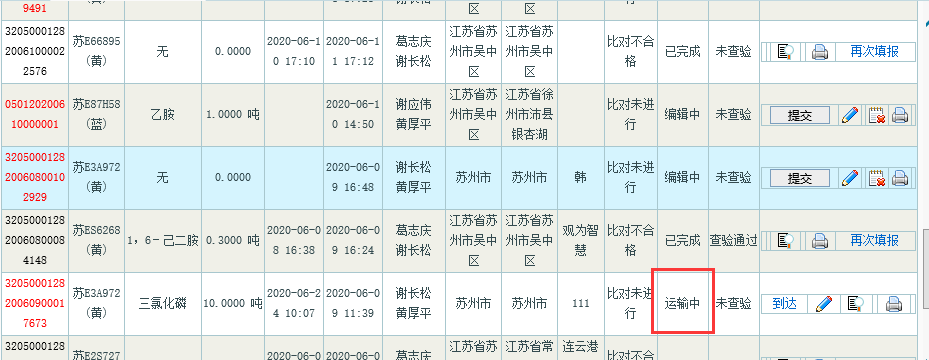 9491
州市吴中
区
州市吴中
区
格
3205000128
2006100002
2576
苏E66895
(黄)
无
0.0000
2020-06-1
0 17:10
2020-06-1
1 17:12
葛志庆
谢长松
江苏省苏
州市吴中
区
江苏省苏
州市吴中
区
比对不合
格
已完成
未查验
再次填报
0501202006
10000001
苏E87H58
(蓝)
乙胺
1.0000 吨
2020-06-1
0 14:50
谢应伟
黄厚平
江苏省苏
州市吴中
区
江苏省徐
州市沛县
银杏湖
比对未进
行
编辑中
未查验
提交
3205000128
2006080010
2929
苏E3A972
(黄)
无
0.0000
2020-06-0
9 16:48
谢长松
黄厚平
苏州市
苏州市
韩
比对未进
行
编辑中
未查验
提交
3205000128
2006080008
4148
苏ES6268
(黄)
1，6－己二胺
0.3000 吨
2020-06-0
8 16:38
2020-06-0
9 16:24
葛志庆
谢长松
江苏省苏
州市吴中
区
江苏省苏
州市吴中
区
观为智
慧
比对不合
格
已完成
查验通过
再次填报
3205000128
2006090001
7673
苏E3A972
(黄)
三氯化磷
10.0000 吨
2020-06-2
4 10:07
2020-06-0
9 11:39
谢长松
黄厚平
苏州市
苏州市
111
比对未进
行
运输中
未查验
到达
苏E2S727
江苏省苏
江苏省常
连云港